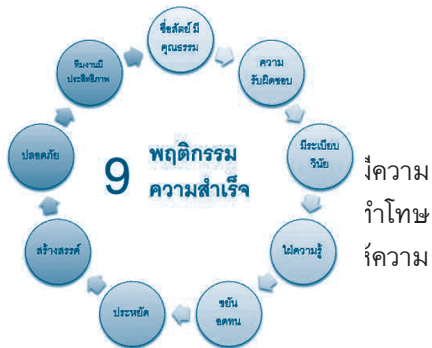 ซื่อสัตย์ มี
คุณธรรม
ความ
รับผิดชอบ
มีระเบียบ
วินัย
ใฝ่ความรู้
ขยัน
อดทน
ประหยัด
สร้างสรรค์
ปลอดภัย
ทีมงานมี
ประสิทธิภาพ
9 พฤติกรรม
ความสำเร็จ
ความ
ทำโทษ
ความ